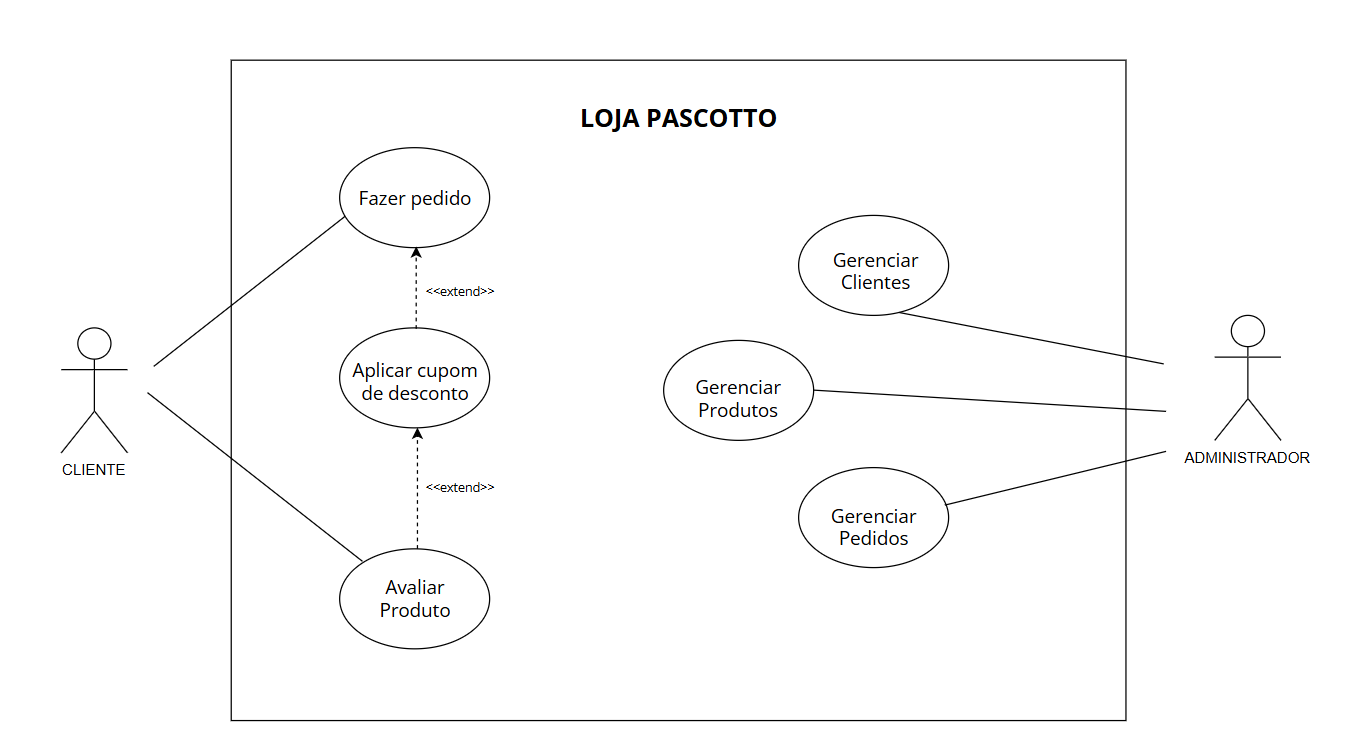 LOJA PASCOTTO
Fazer pedido
<<extend>>
Aplicar cupom
de desconto
<<extend>>
Avaliar
Produto
CLIENTE
Gerenciar
Clientes
Gerenciar
Produtos
Gerenciar
Pedidos
ADMINISTRADOR